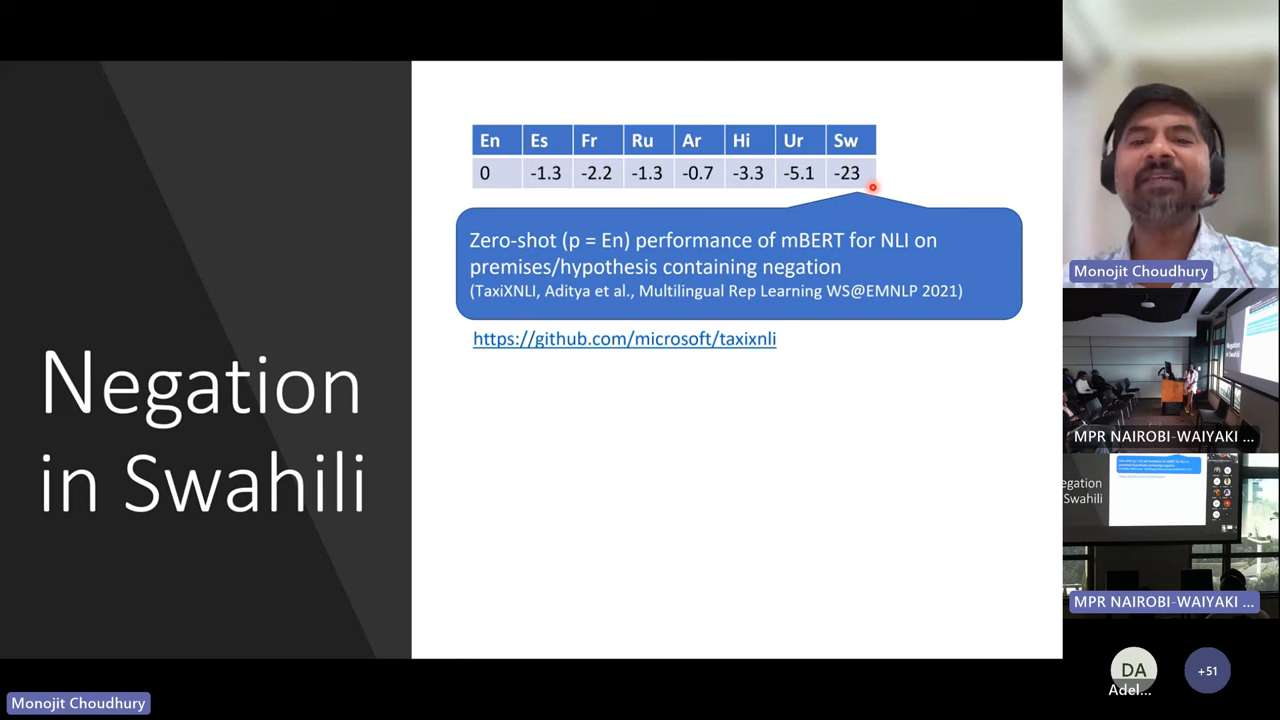 Negation
in Swahili
En Es Fr Ru Ar Hi Ur Sw
0 -1.3 -2.2 -1.3 -0.7 -3.3 -5.1 -23
Zero-shot (p = En) performance of mBERT for NLI on
premises/hypothesis containing negation
(TaxiXNLI, Aditya et al., Multilingual Rep Learning WS@EMNLP 2021)
https://github.com/microsoft/taxixnli
Monojit Choudhury
MPR NAIROBI-WAIYAKI ...
egation
Swahili
MPR NAIROBI-WAIYAKI ...
DA
Adel...
+51
Monojit Choudhury